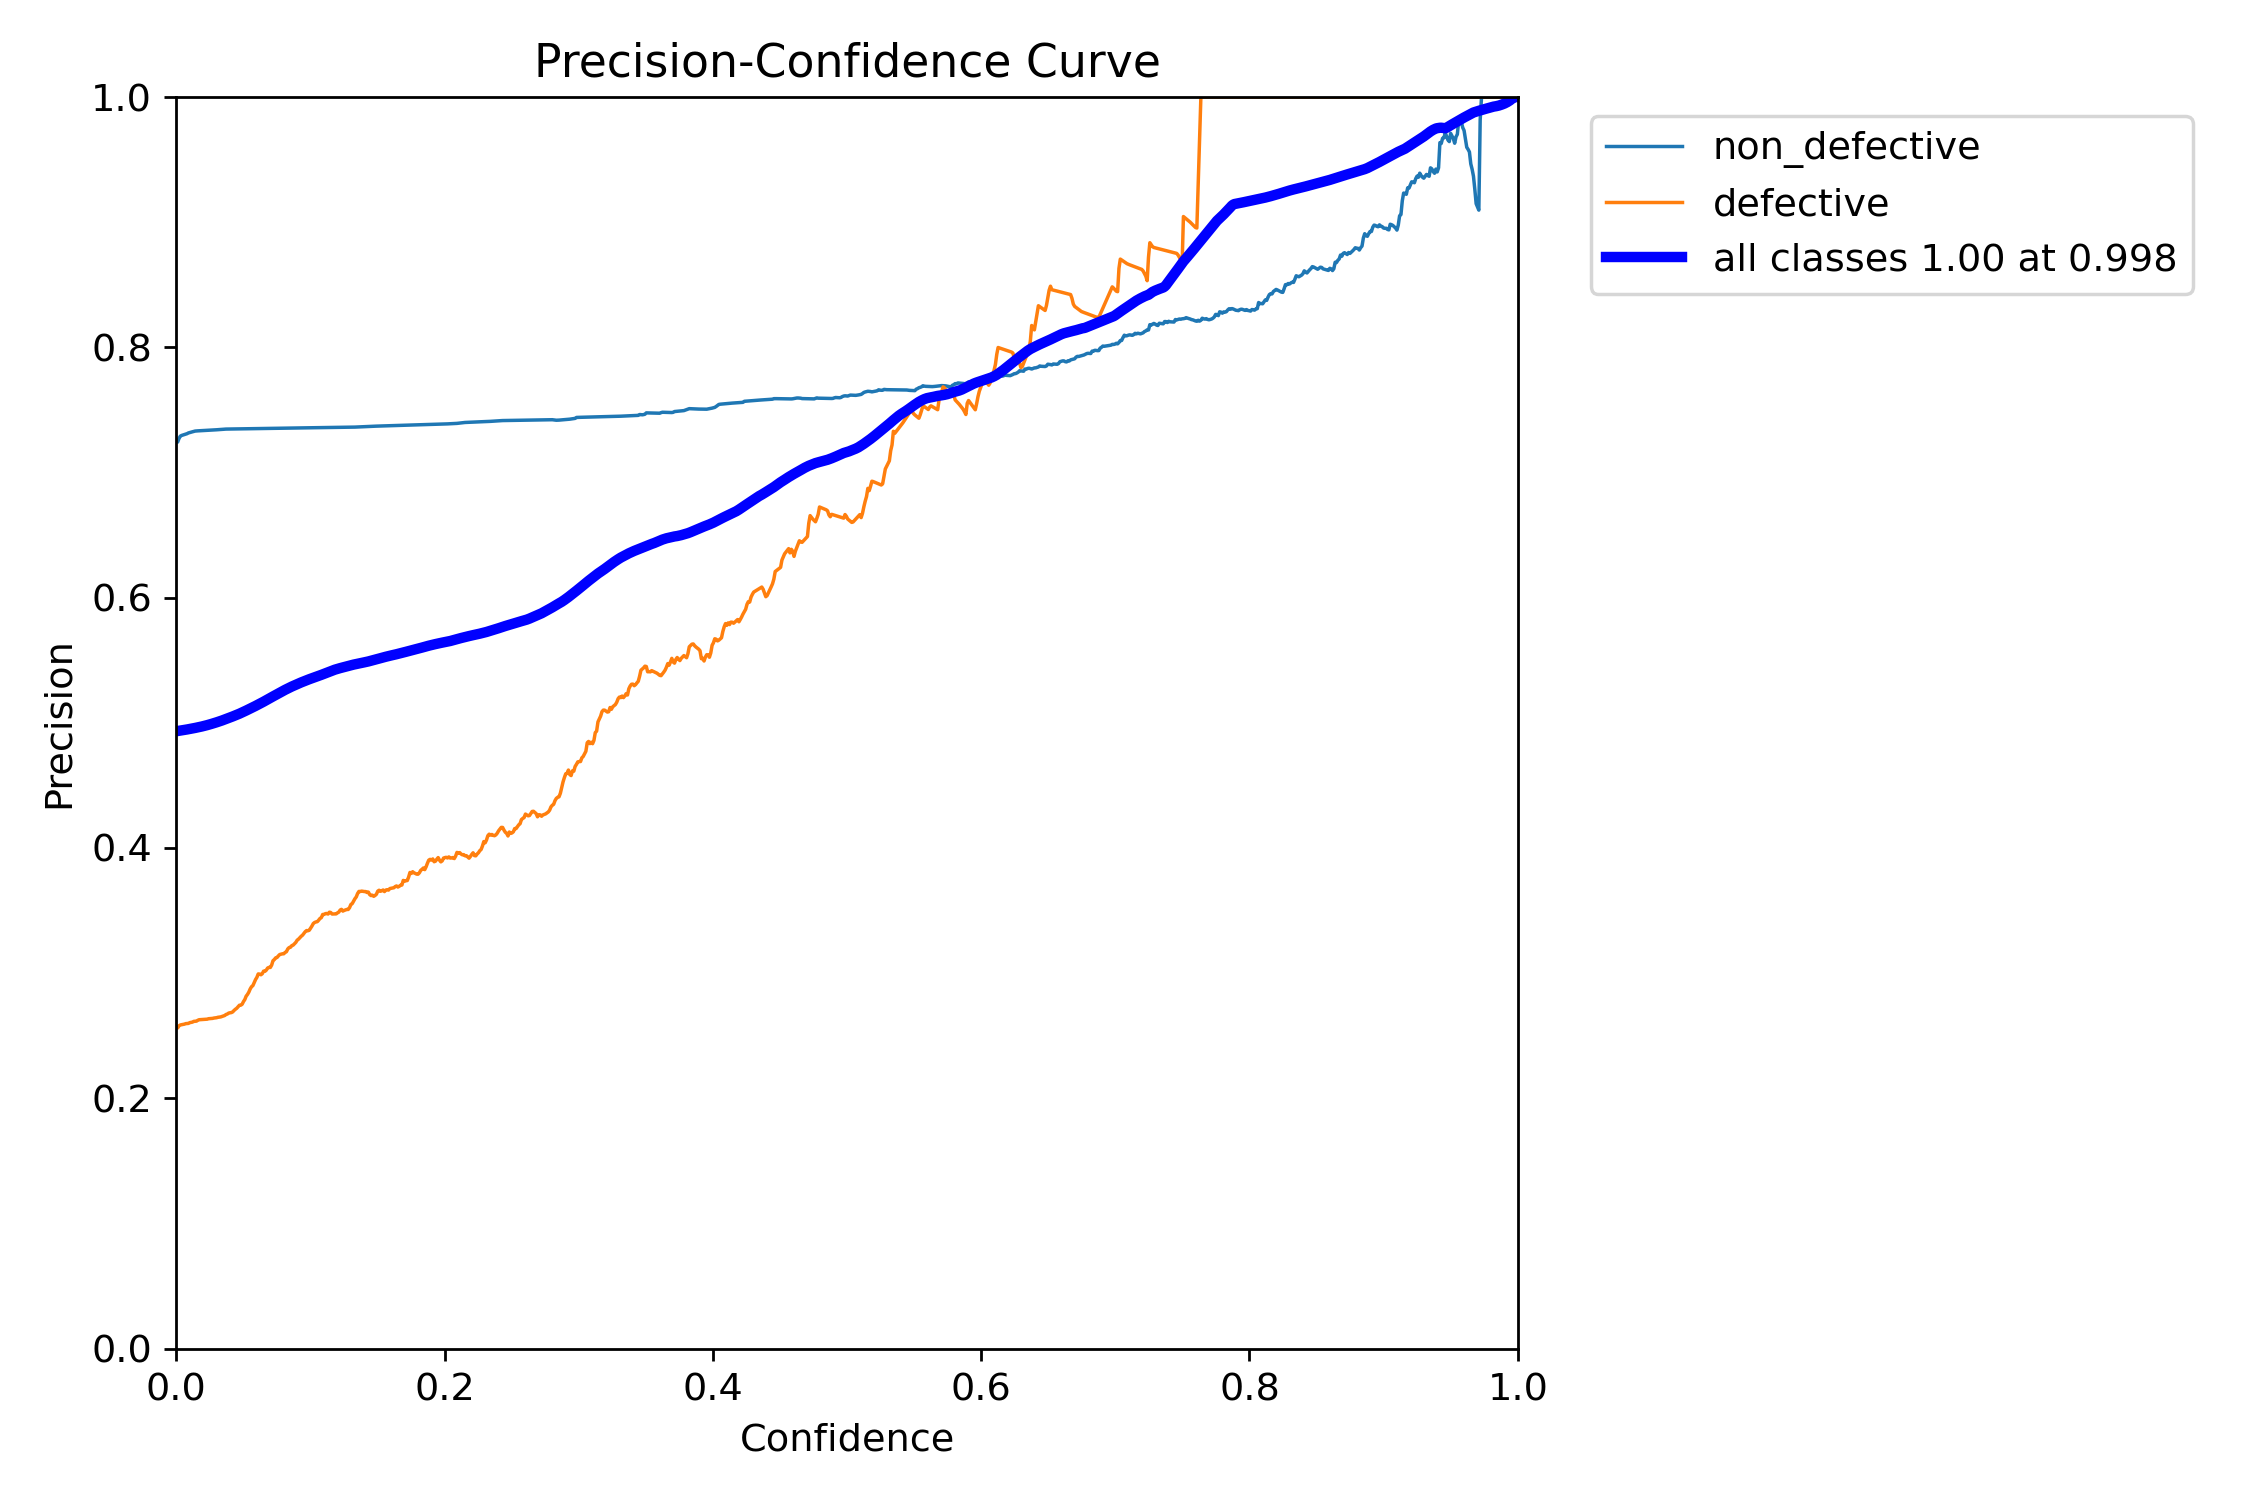 Precision-Confidence Curve
1.0
0.8
0.6
0.4
0.2
0.0
Precision
0.0 0.2 0.4 0.6 0.8 1.0
Confidence
non_defective
defective
all classes 1.00 at 0.998